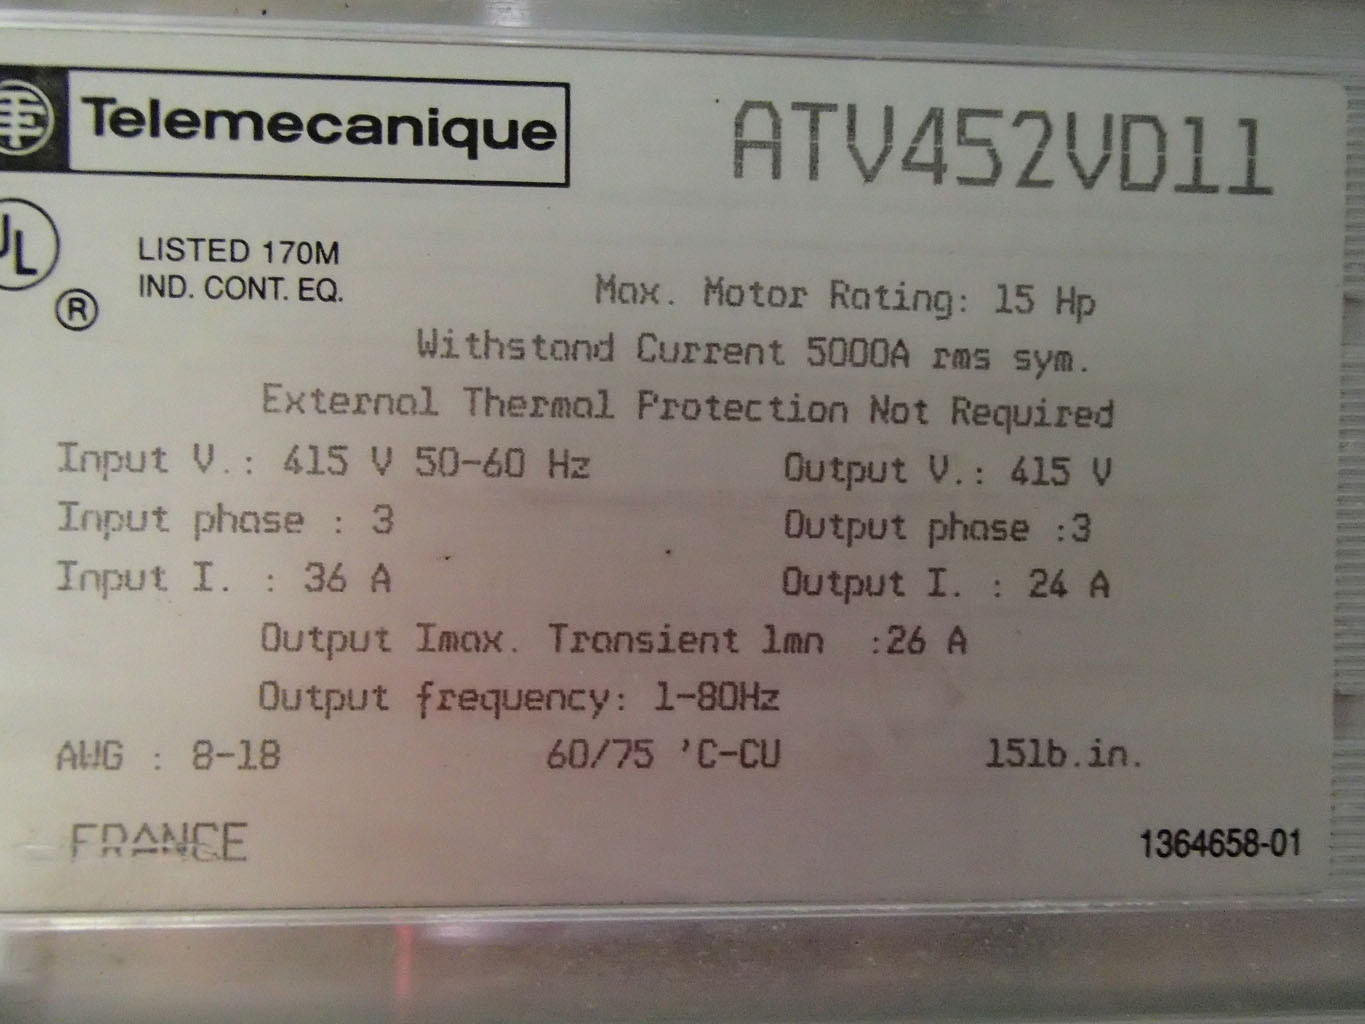 Telemecanique
ATV452VD11
UL
®
LISTED 170M
IND. CONT. EQ.
Max. Motor Rating: 15 Hp
Withstand Current 5000A rms sym.
External Thermal Protection Not Required
Input V.: 415 V 50-60 Hz Output V.: 415 V
Input phase : 3 Output phase :3
Input I. : 36 A Output I. : 24 A
Output Imax. Transient 1mn :26 A
Output frequency: 1-80Hz
AWG : 8-18 60/75 'C-CU 15lb.in.
FRANCE
1364658-01